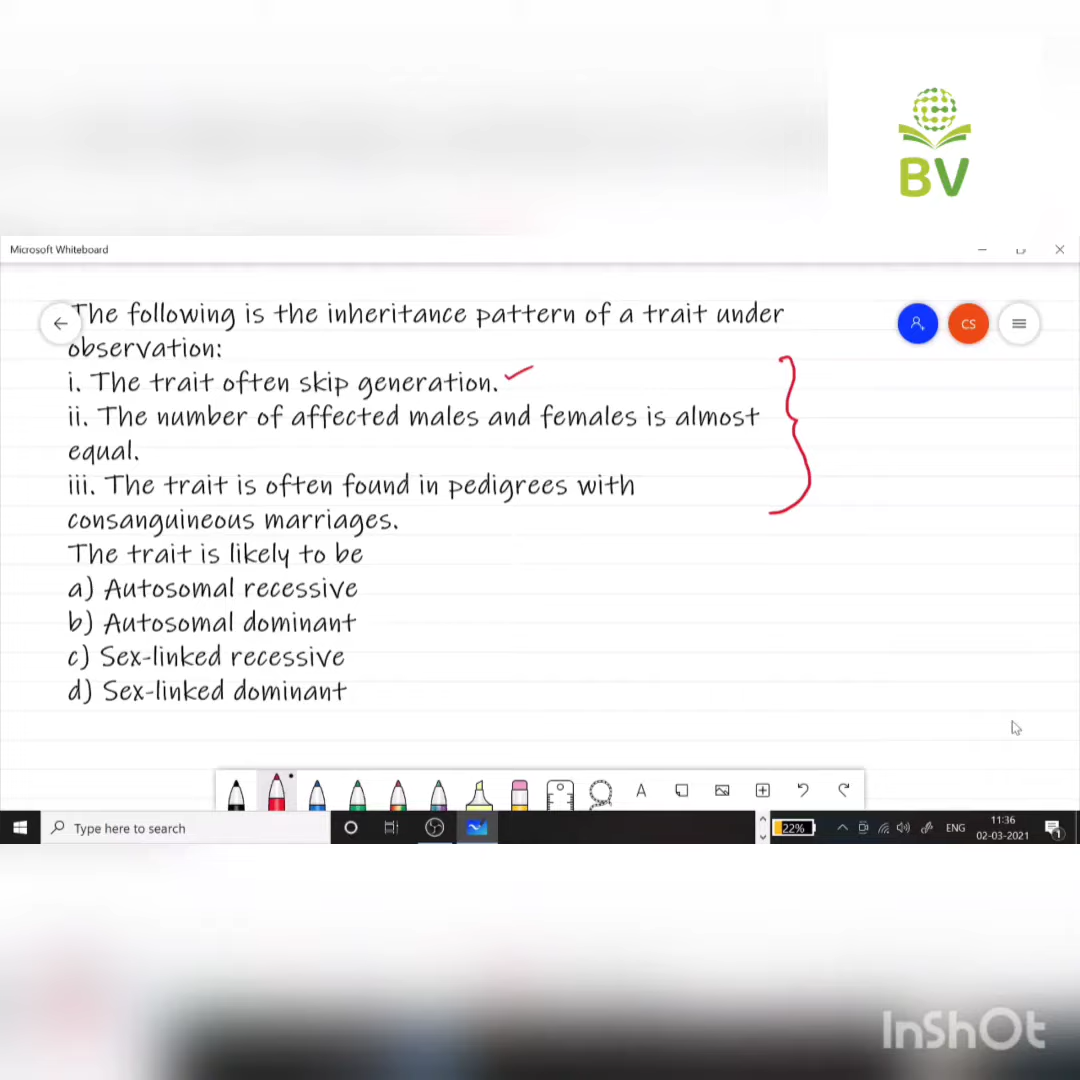 BV
Microsoft Whiteboard
The following is the inheritance pattern of a trait under
observation:
CS
i. The trait often skip generation.
ii. The number of affected males and females is almost
equal.
iii. The trait is often found in pedigrees with
consanguineous marriages.
The trait is likely to be
a) Autosomal recessive
b) Autosomal dominant
c) Sex-linked recessive
d) Sex-linked dominant
A
Type here to search
22%
ENG
11:36
02-03-2021
1
InShOt